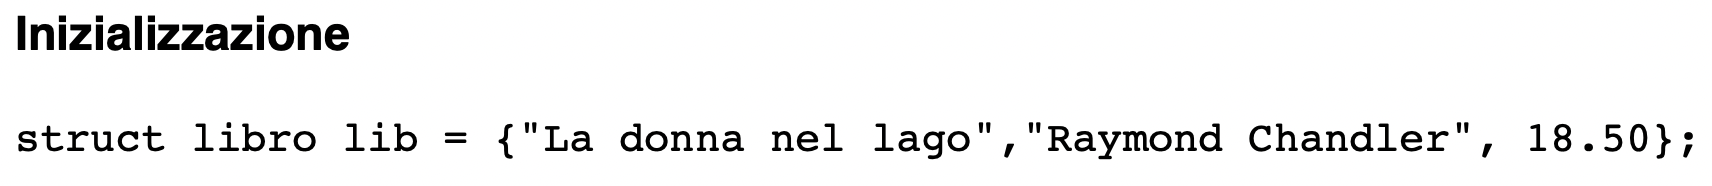 Inizializzazione
struct libro lib = {"La donna nel lago","Raymond Chandler", 18.50};